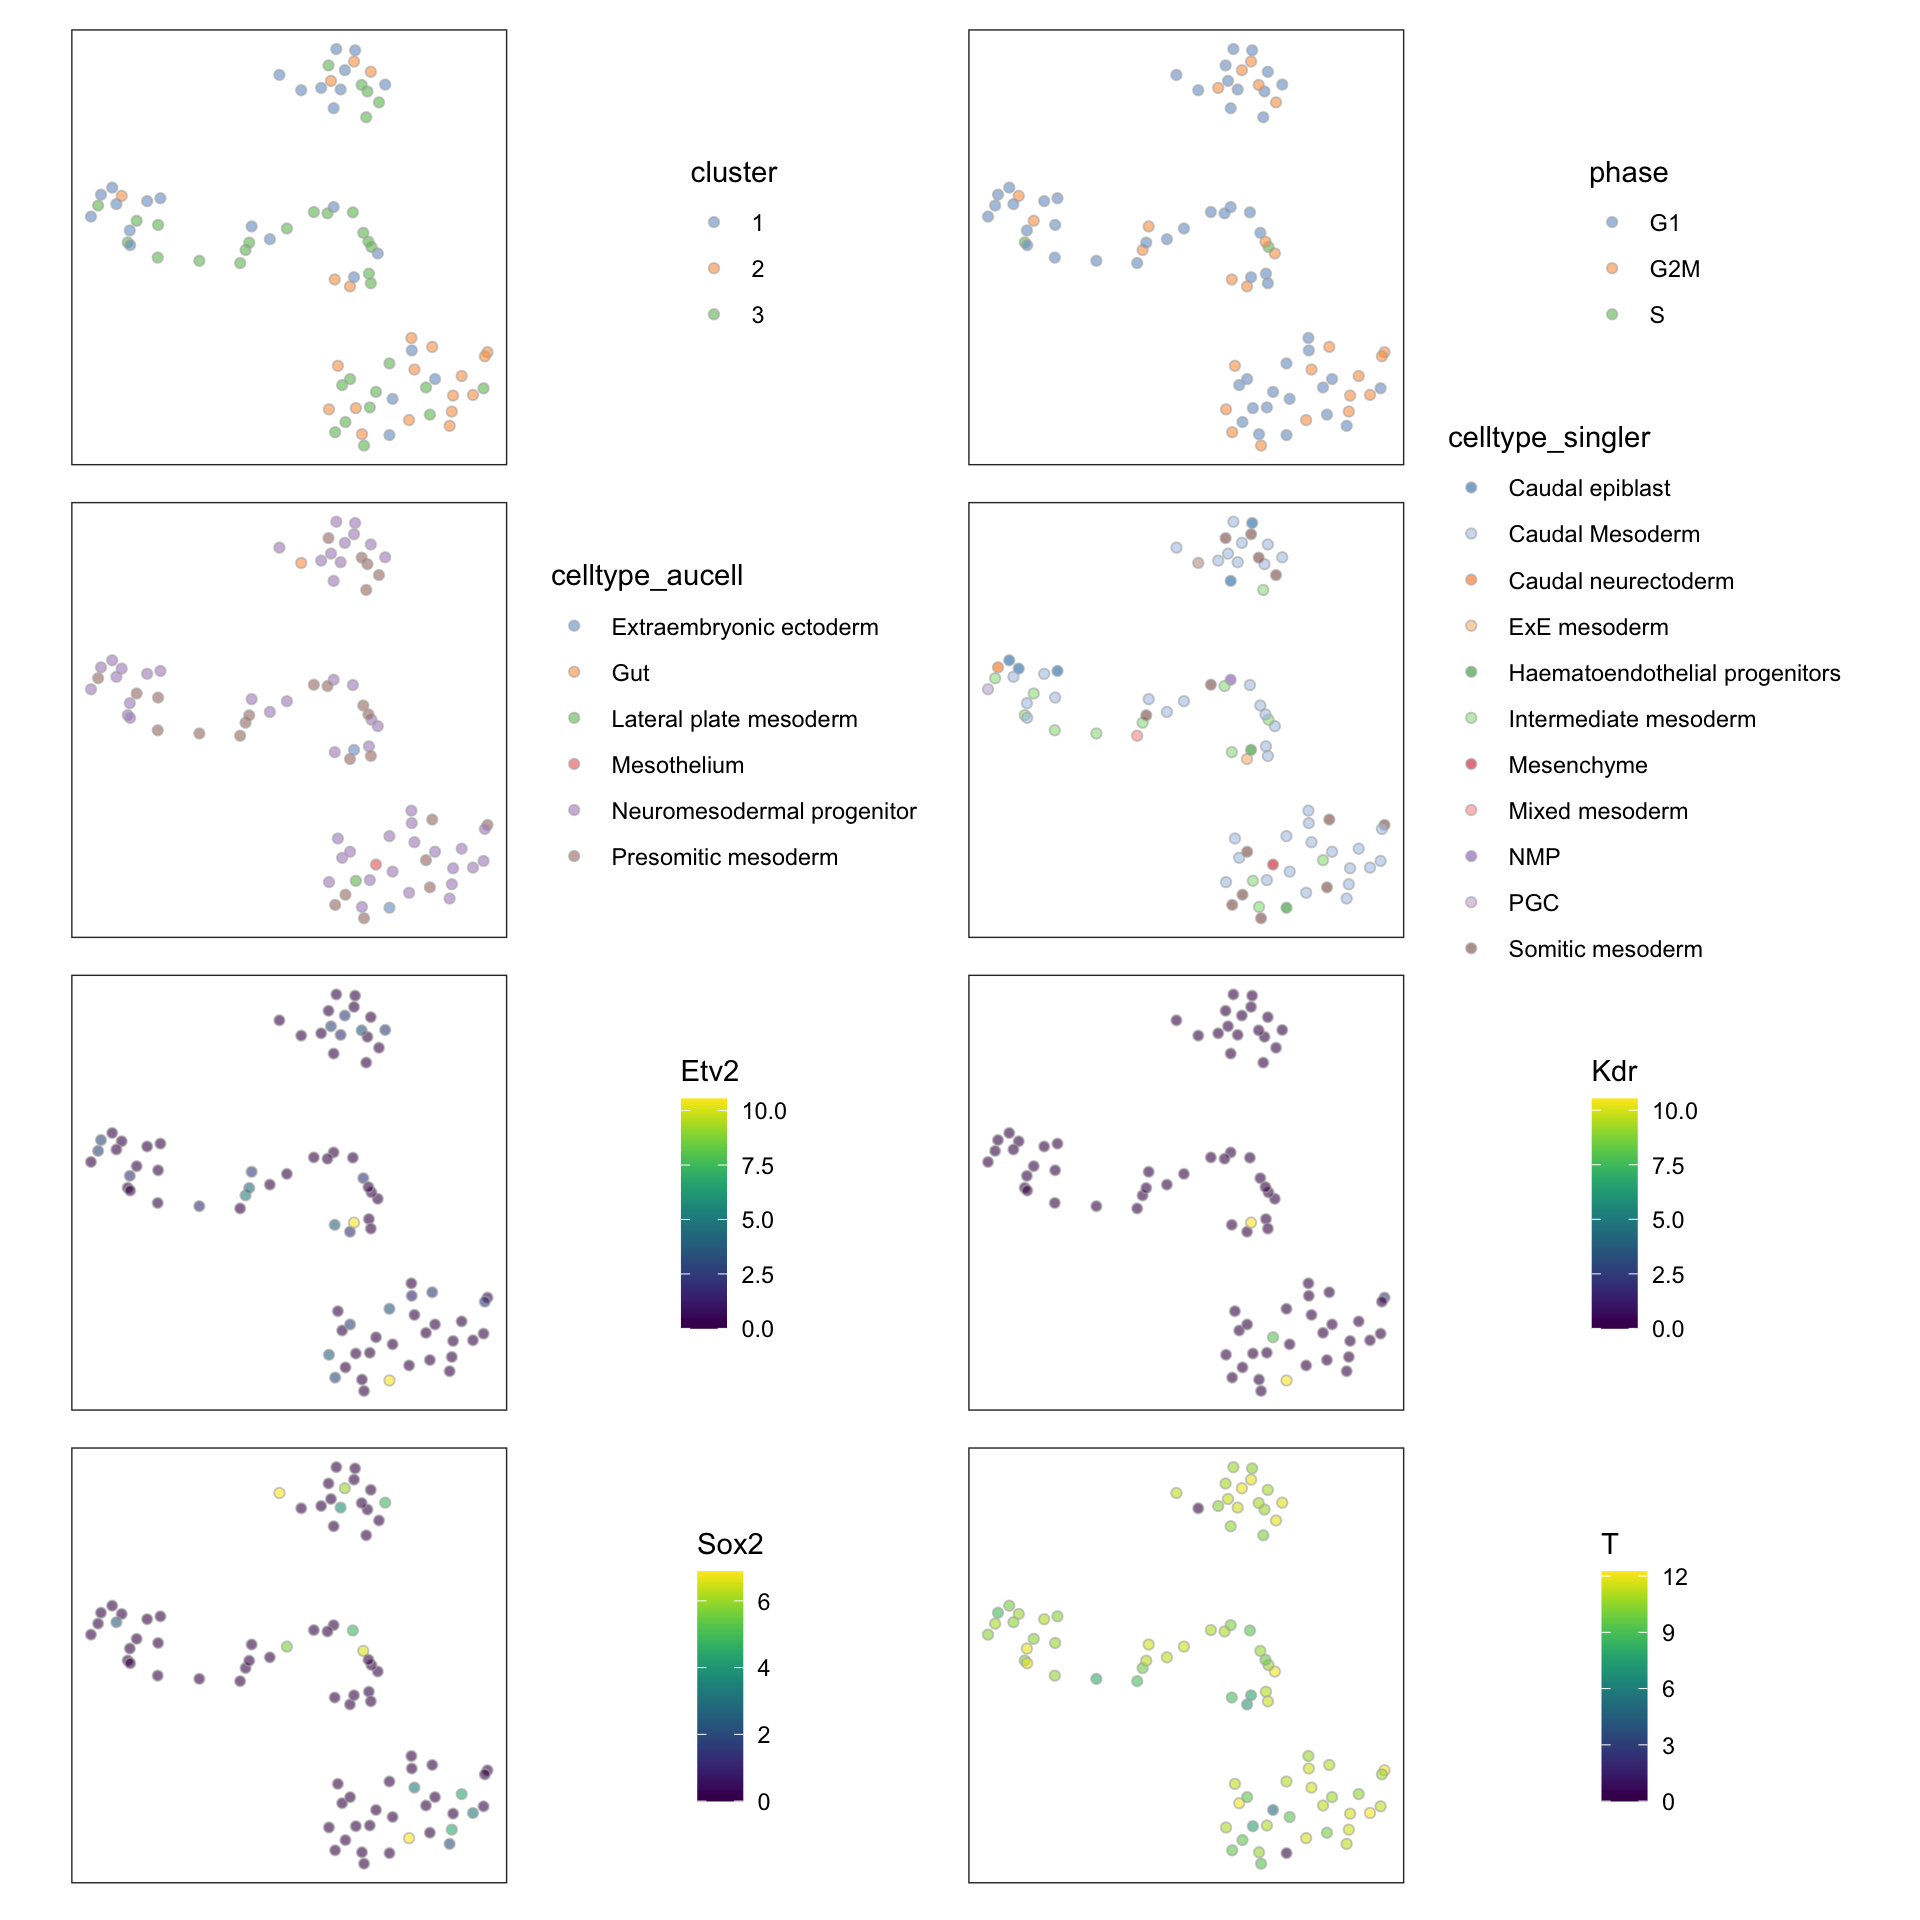 cluster
1
2
3
phase
G1
G2M
S
celltype_aucell
Extraembryonic ectoderm
Gut
Lateral plate mesoderm
Mesothelium
Neuromesodermal progenitor
Presomitic mesoderm
celltype_singler
Caudal epiblast
Caudal Mesoderm
Caudal neurectoderm
ExE mesoderm
Haematoendothelial progenitors
Intermediate mesoderm
Mesenchyme
Mixed mesoderm
NMP
PGC
Somitic mesoderm
Etv2
10.0
7.5
5.0
2.5
0.0
Kdr
10.0
7.5
5.0
2.5
0.0
Sox2
6
4
2
0
T
12
9
6
3
0